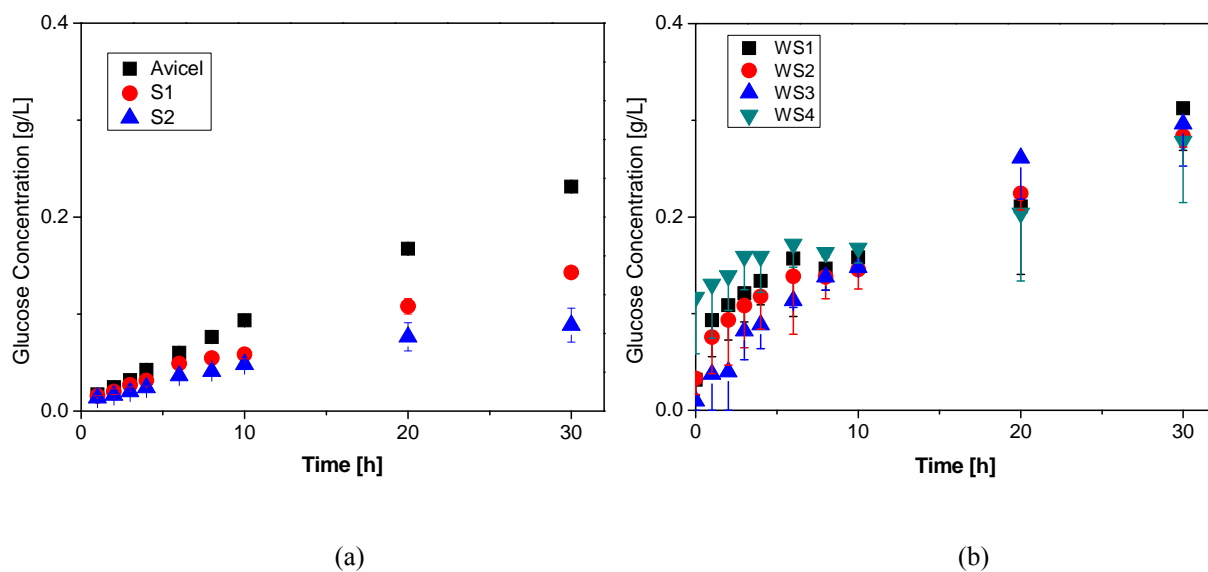 0.4
0.2
0.0
Glucose Concentration [g/L]
Avicel
S1
S2
0
10
20
30
Time [h]
(a)
0.4
0.2
0.0
Glucose Concentration [g/L]
WS1
WS2
WS3
WS4
0
10
20
30
Time [h]
(b)